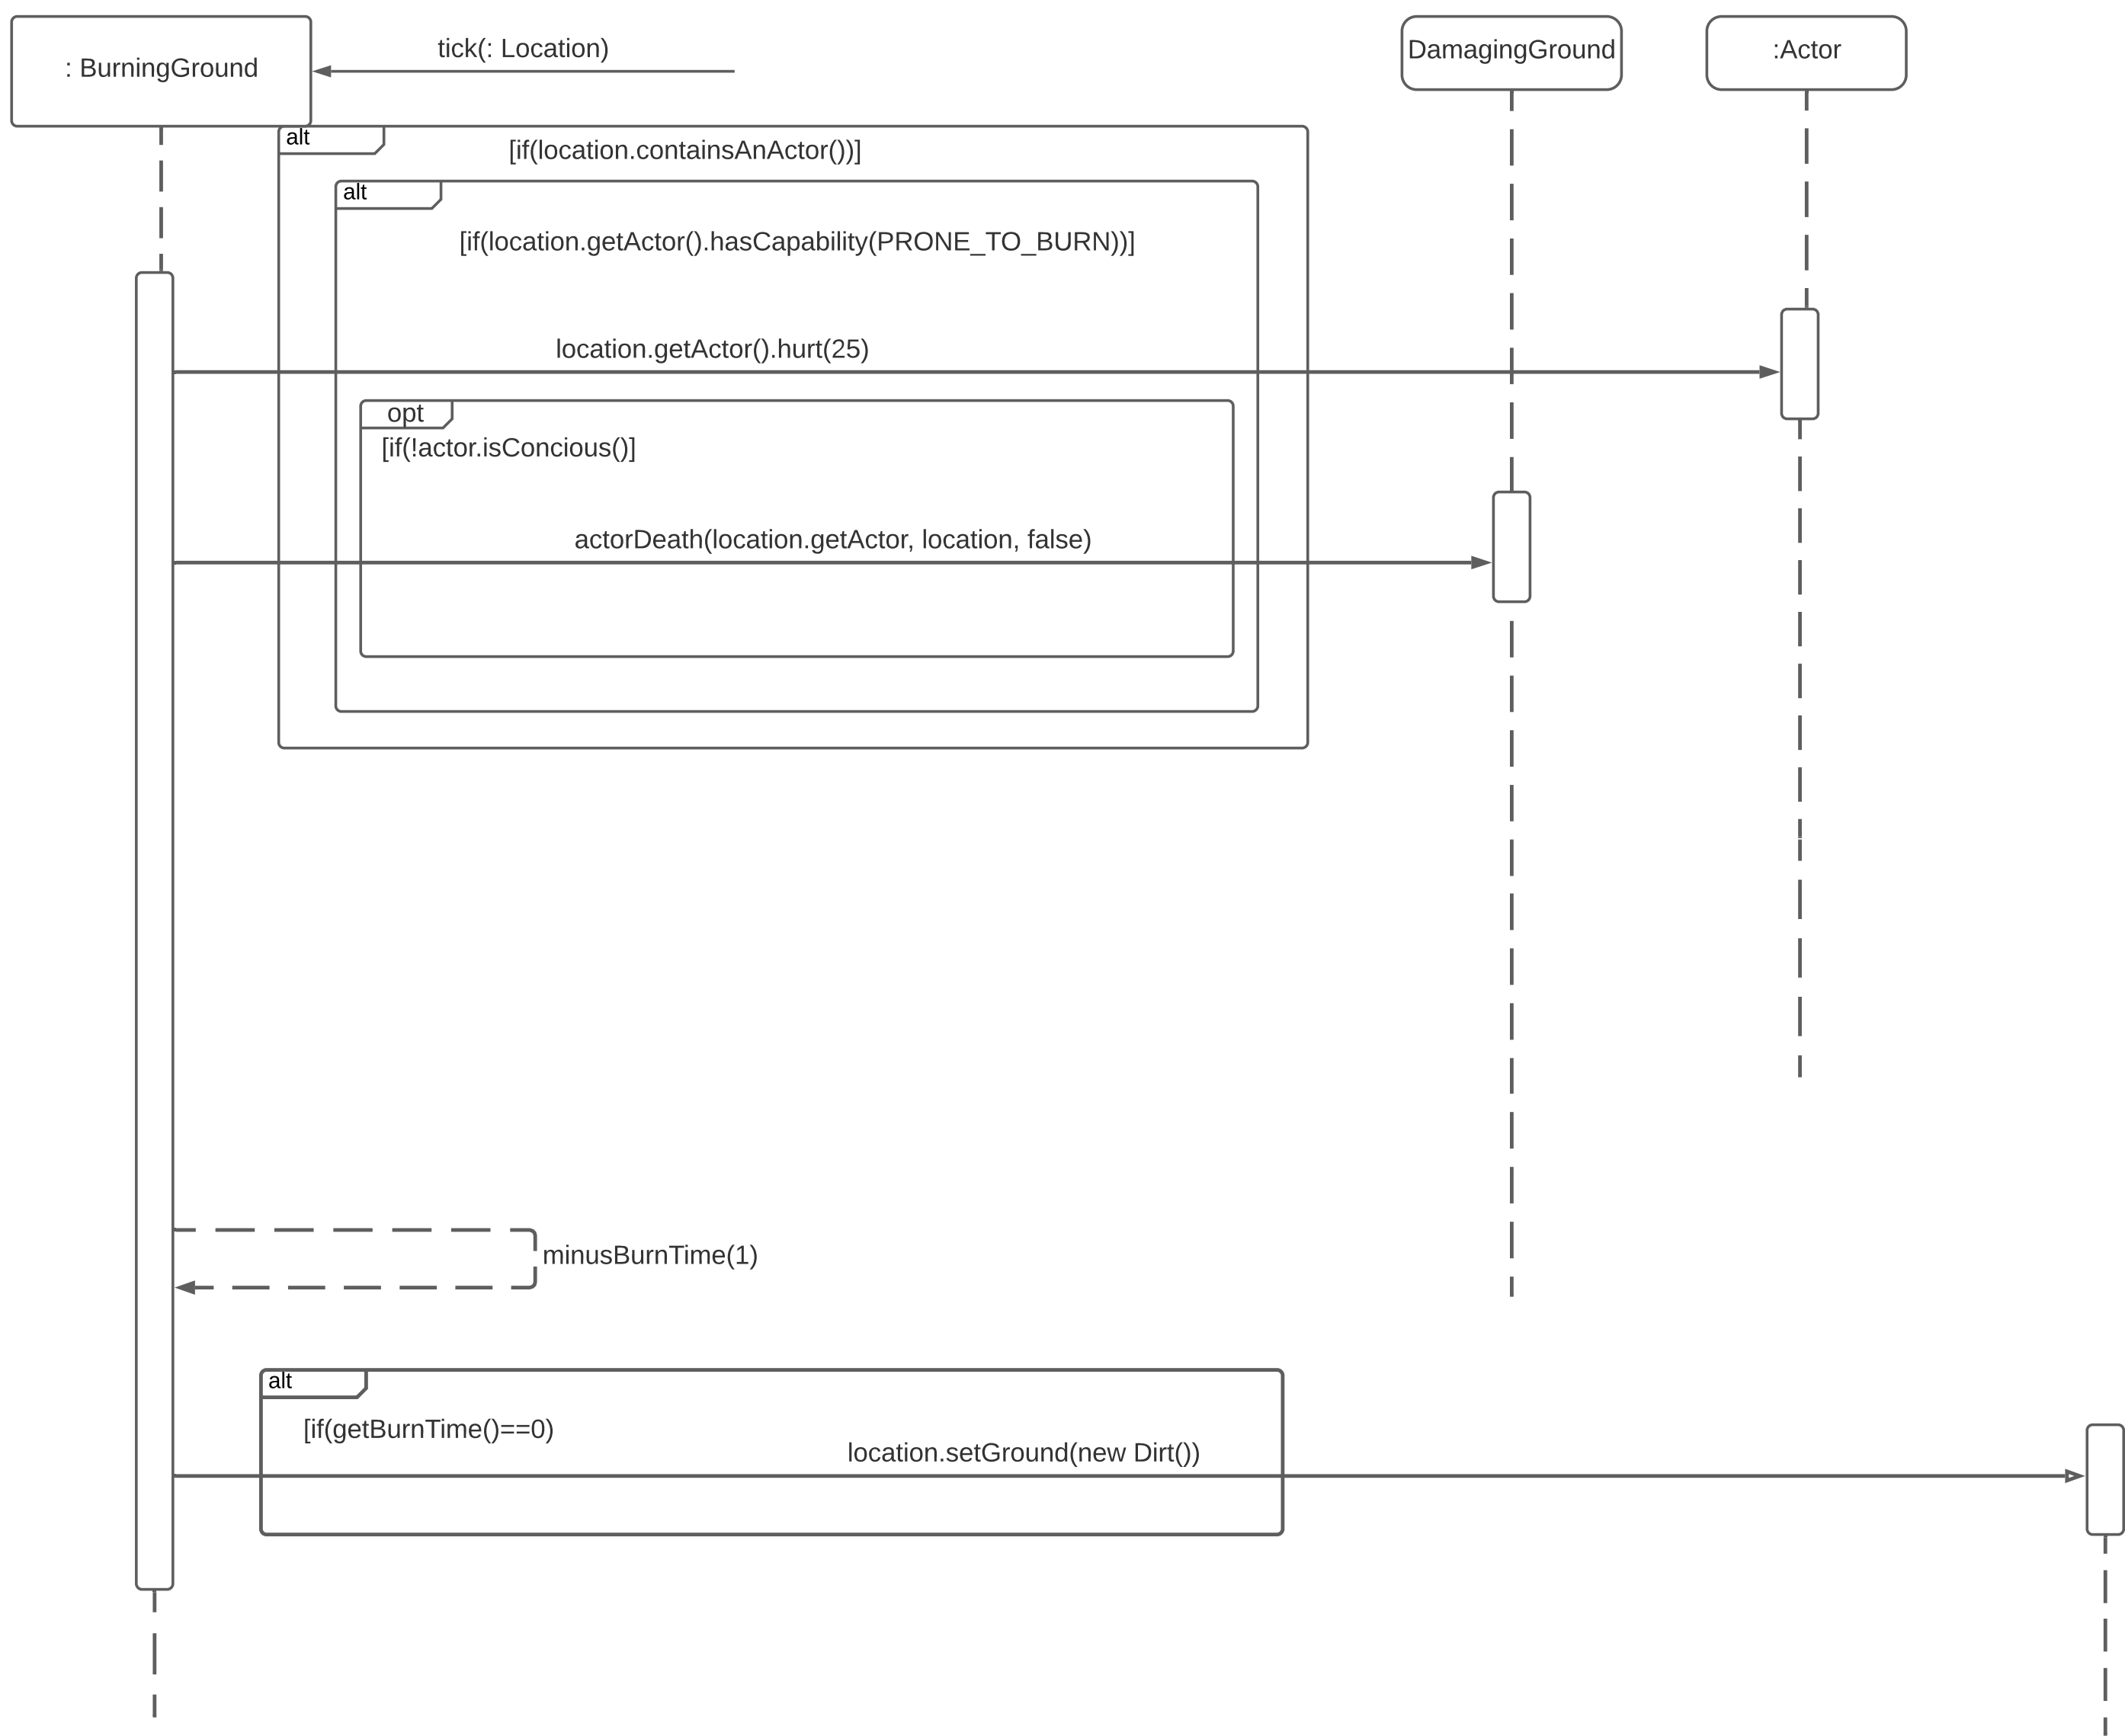 : BurningGround
tick(: Location)
DamagingGround
:Actor
alt
[if(location.containsAnActor())]
alt
[if(location.getActor().hasCapability(PRONE_TO_BURN))]
location.getActor().hurt(25)
opt
[if(!actor.isConcious()]
actorDeath(location.getActor, location, false)
minusBurnTime(1)
alt
[if(getBurnTime()==0)
location.setGround(new Dirt())